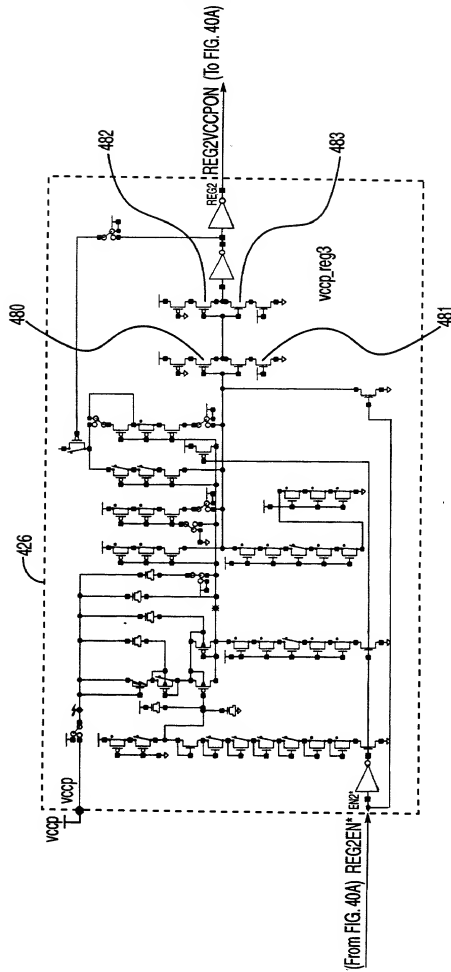 426
vccp
vccp
480
482
REG2
REG2VCCPON (To FIG. 40A)
483
vccp_reg3
481
EN2*
(From FIG. 40A) REG2EN*